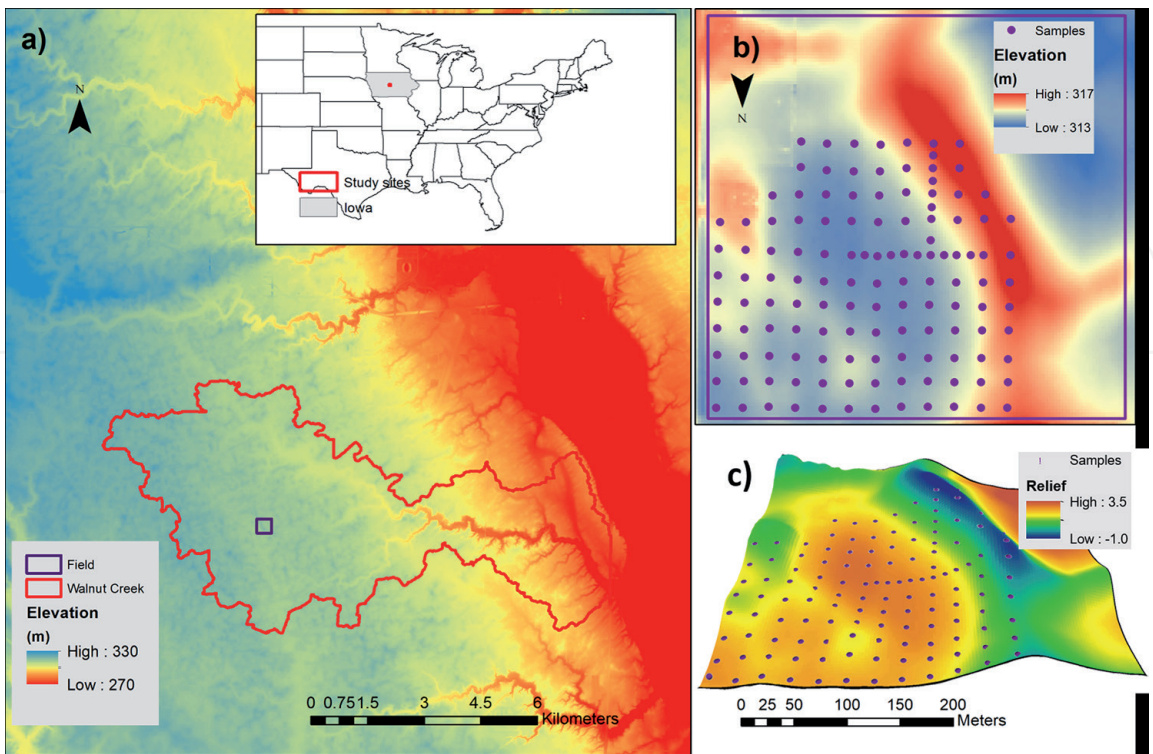 a)
N
Study sites
Iowa
Field
Walnut Creek
Elevation
(m)
High : 330
Low : 270
0 0.75 1.5 3 4.5 6
Kilometers
b)
Samples
Elevation
(m)
High : 317
Low : 313
N
c)
Samples
Relief
High : 3.5
Low : -1.0
0 25 50 100 150 200
Meters